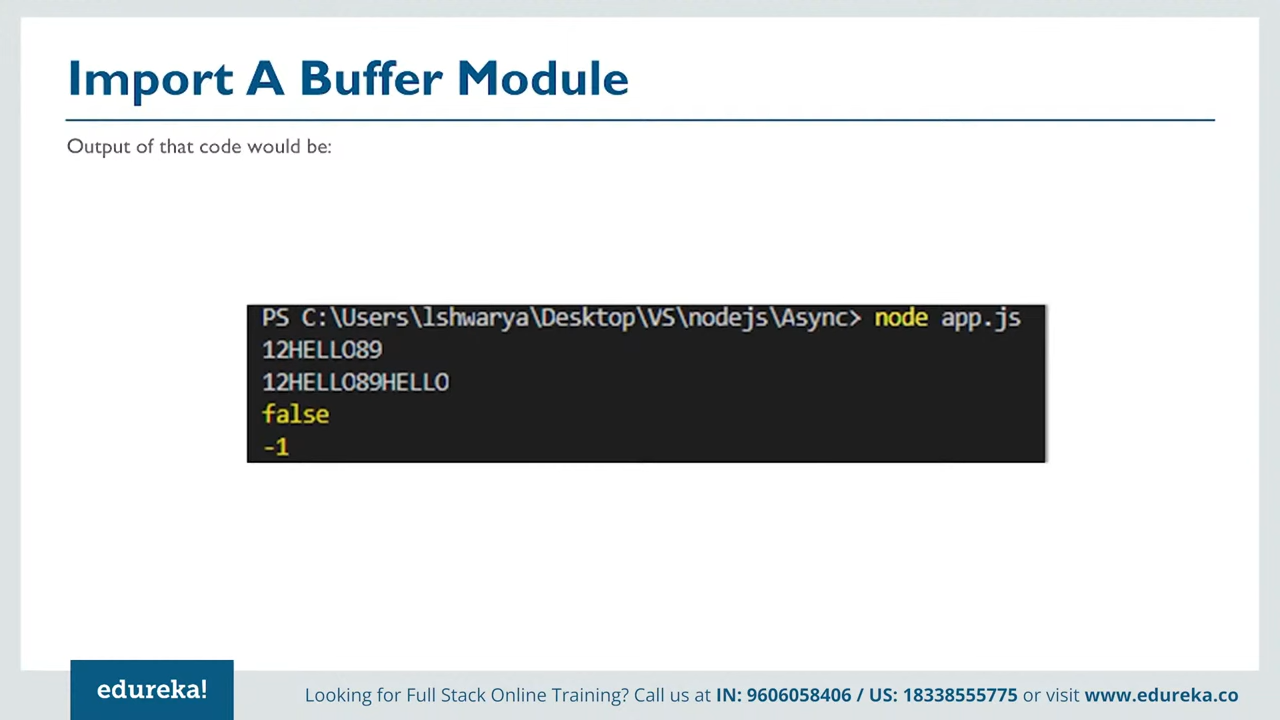 Import A Buffer Module
Output of that code would be:
PS C:\Users\lshwarya\Desktop\VS\nodejs\Async> node app.js
12HELLO89
12HELLO89HELLO
false
-1
edureka!
Looking for Full Stack Online Training? Call us at IN: 9606058406 / US: 18338555775 or visit www.edureka.co